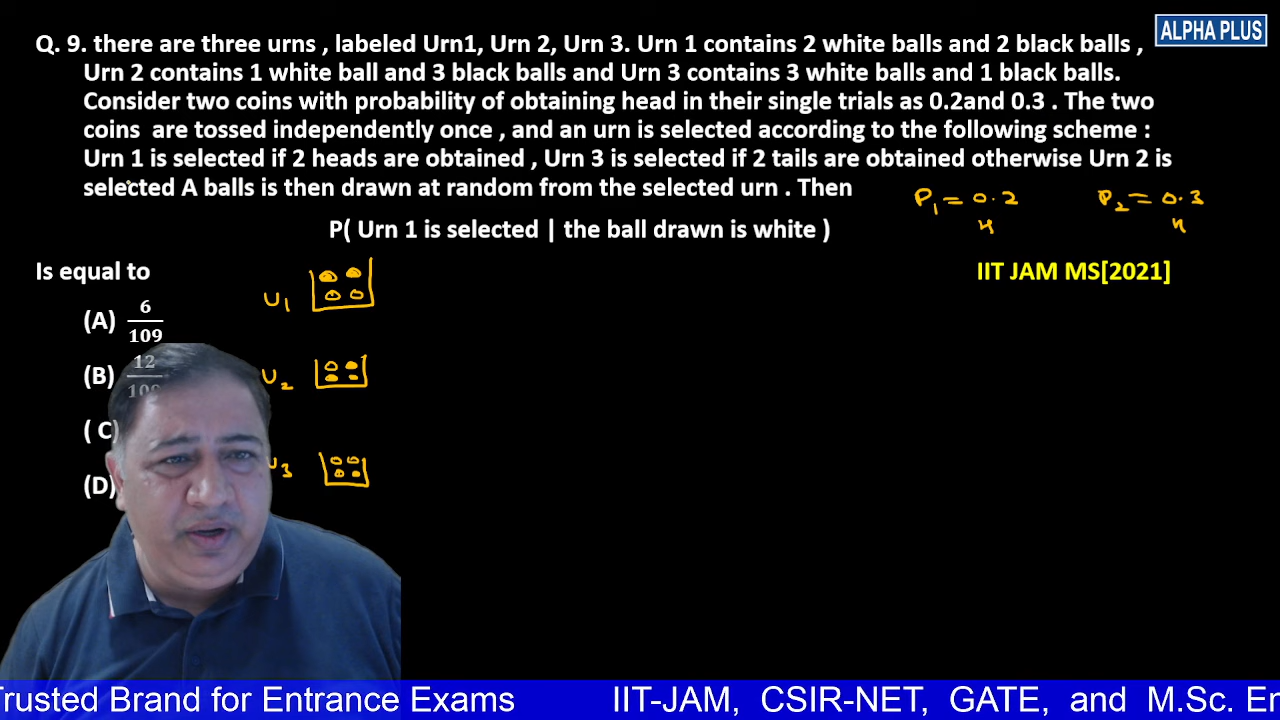 Q. 9. there are three urns , labeled Urn1, Urn 2, Urn 3. Urn 1 contains 2 white balls and 2 black balls ,
ALPHA PLUS
Urn 2 contains 1 white ball and 3 black balls and Urn 3 contains 3 white balls and 1 black balls.
Consider two coins with probability of obtaining head in their single trials as 0.2and 0.3 . The two
coins are tossed independently once , and an urn is selected according to the following scheme :
Urn 1 is selected if 2 heads are obtained , Urn 3 is selected if 2 tails are obtained otherwise Urn 2 is
selected A balls is then drawn at random from the selected urn . Then
P₁ = 0.2 P₂ = 0.3
H H
P( Urn 1 is selected | the ball drawn is white )
Is equal to
IIT JAM MS[2021]
U₁
(A) 6/109
(B) 12
U₂
( C)
(D)
U₃
Trusted Brand for Entrance Exams IIT-JAM, CSIR-NET, GATE, and M.Sc.